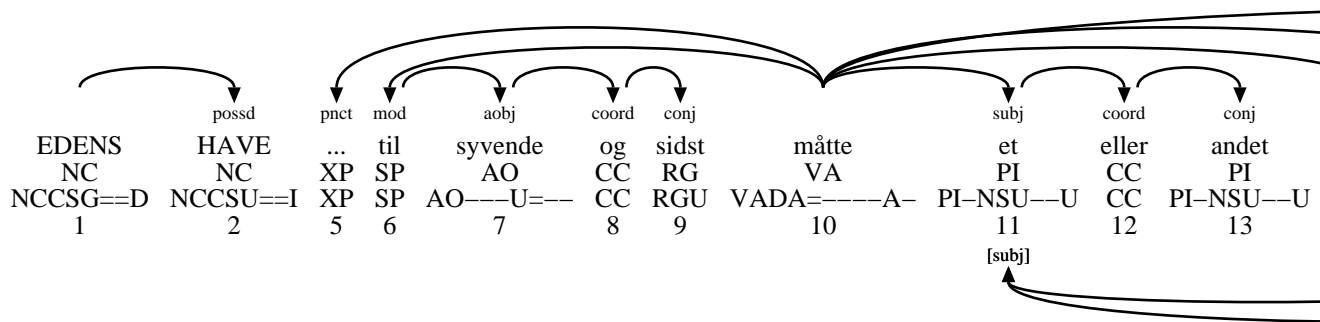 possd pnct mod aobj coord conj subj coord conj
EDENS HAVE ... til syvende og sidst måtte et eller andet
NC NC XP SP AO CC RG VA PI CC PI
NCCSG==D NCCSU==I XP SP AO−−−U=−− CC RGU VADA=−−−−A− PI−NSU−−U CC PI−NSU−−U
1 2 5 6 7 8 9 10 11 12 13
[subj]